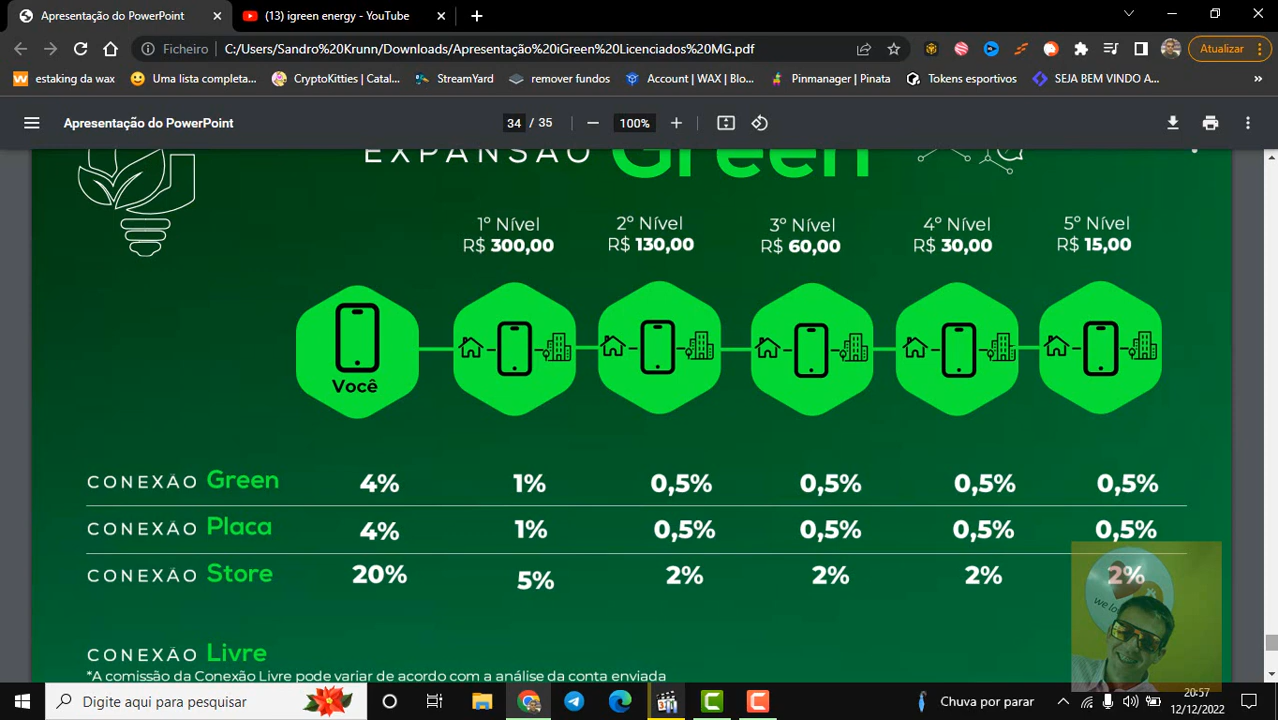 Apresentação do PowerPoint
(13) igreen energy - YouTube
Ficheiro
C:/Users/Sandro%20Krunn/Downloads/Apresentação%20iGreen%20Licenciados%20MG.pdf
Atualizar
estaking da wax
Uma lista completa...
CryptoKitties | Catal...
StreamYard
remover fundos
Account | WAX | Blo...
Pinmanager | Pinata
Tokens esportivos
SEJA BEM VINDO A...
»
Apresentação do PowerPoint
34 / 35
100%
EXPANSÃO Green
1º Nível 2º Nível 3º Nível 4º Nível 5º Nível
R$ 300,00 R$ 130,00 R$ 60,00 R$ 30,00 R$ 15,00
Você
CONEXÃO Green 4% 1% 0,5% 0,5% 0,5% 0,5%
CONEXÃO Placa 4% 1% 0,5% 0,5% 0,5% 0,5%
CONEXÃO Store 20% 5% 2% 2% 2% 2%
we lo
CONEXÃO Livre
*A comissão da Conexão Livre pode variar de acordo com a análise da conta enviada
Digite aqui para pesquisar
Chuva por parar
20:57
12/12/2022